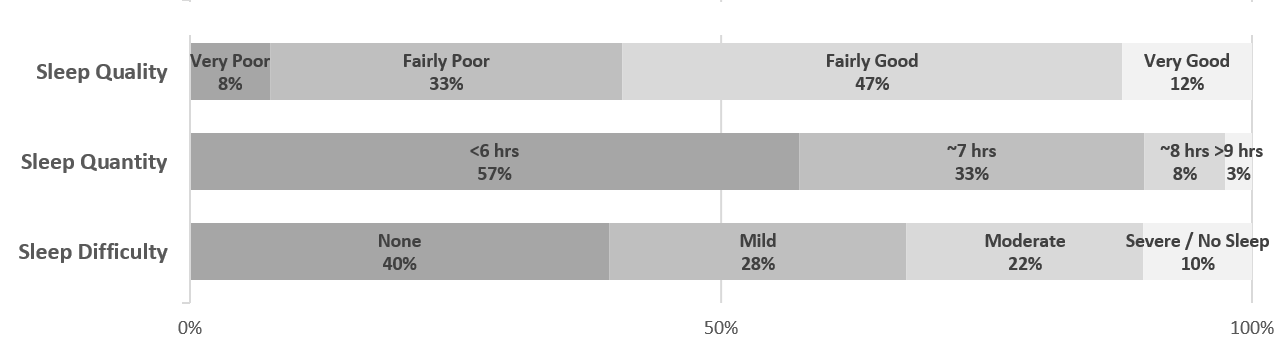 Sleep Quality
Very Poor Fairly Poor Fairly Good Very Good
8% 33% 47% 12%
Sleep Quantity
<6 hrs ~7 hrs ~8 hrs >9 hrs
57% 33% 8% 3%
Sleep Difficulty
None Mild Moderate Severe / No Sleep
40% 28% 22% 10%
0% 50% 100%